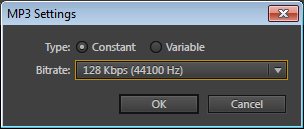 MP3 Settings
Type: Constant Variable
Bitrate: 128 Kbps (44100 Hz)
OK Cancel